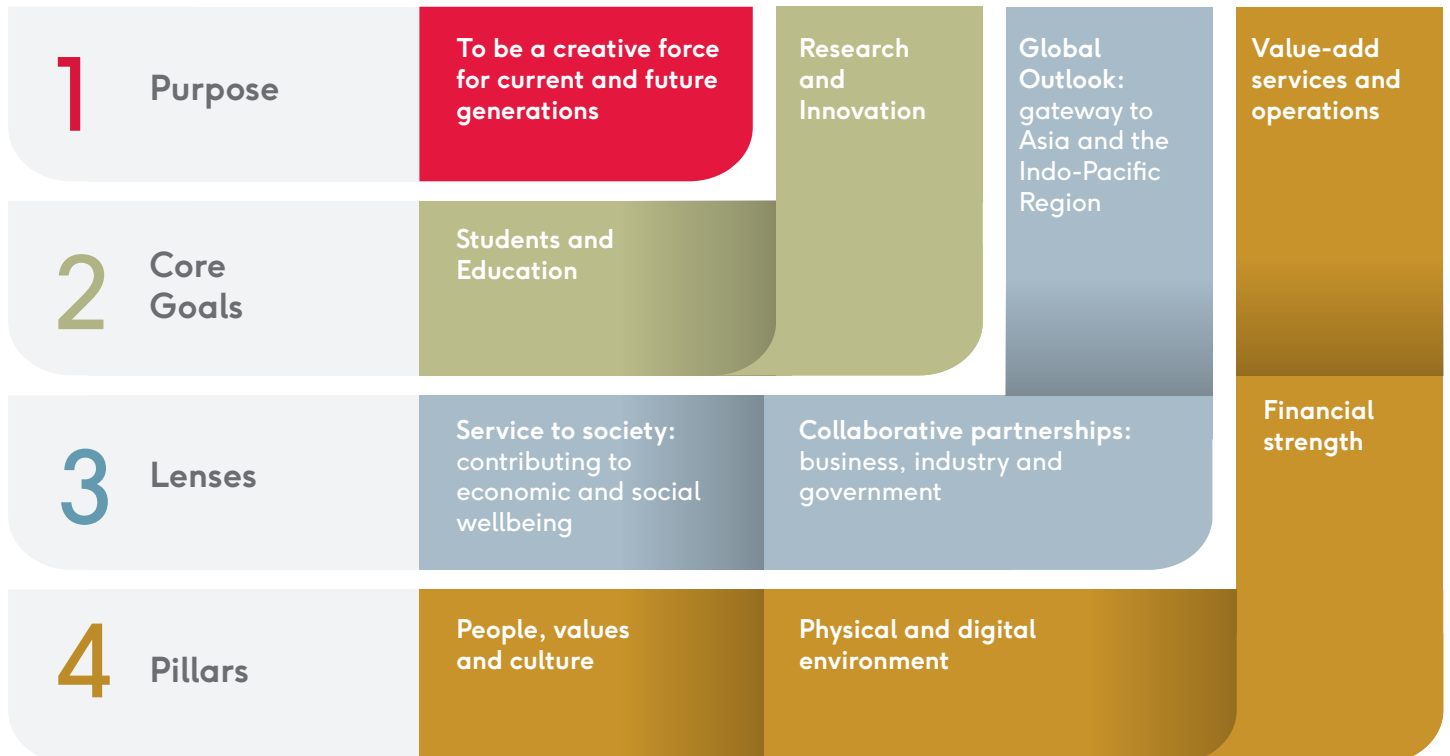 1
Purpose
To be a creative force
for current and future
generations
Research
and
Innovation
Global
Outlook:
gateway to
Asia and the
Indo-Pacific
Region
Value-add
services and
operations
2
Core
Goals
Students and
Education
3
Lenses
Service to society:
contributing to
economic and social
wellbeing
Collaborative partnerships:
business, industry and
government
Financial
strength
4
Pillars
People, values
and culture
Physical and digital
environment